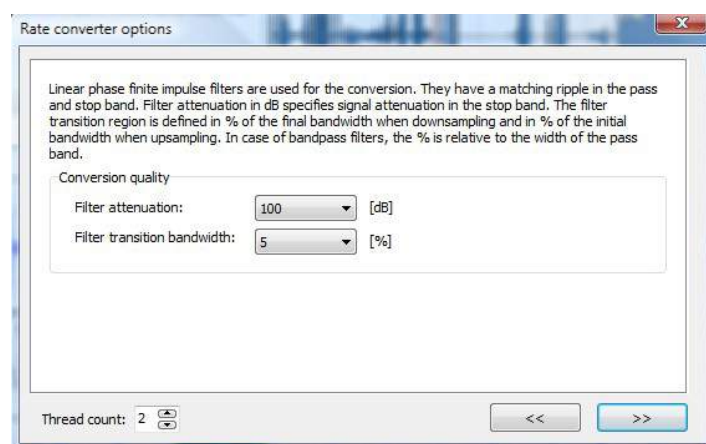 Rate converter options
X
Linear phase finite impulse filters are used for the conversion. They have a matching ripple in the pass
and stop band. Filter attenuation in dB specifies signal attenuation in the stop band. The filter
transition region is defined in % of the final bandwidth when downsampling and in % of the initial
bandwidth when upsampling. In case of bandpass filters, the % is relative to the width of the pass
band.
Conversion quality
Filter attenuation: 100 [dB]
Filter transition bandwidth: 5 [%]
Thread count: 2 << >>